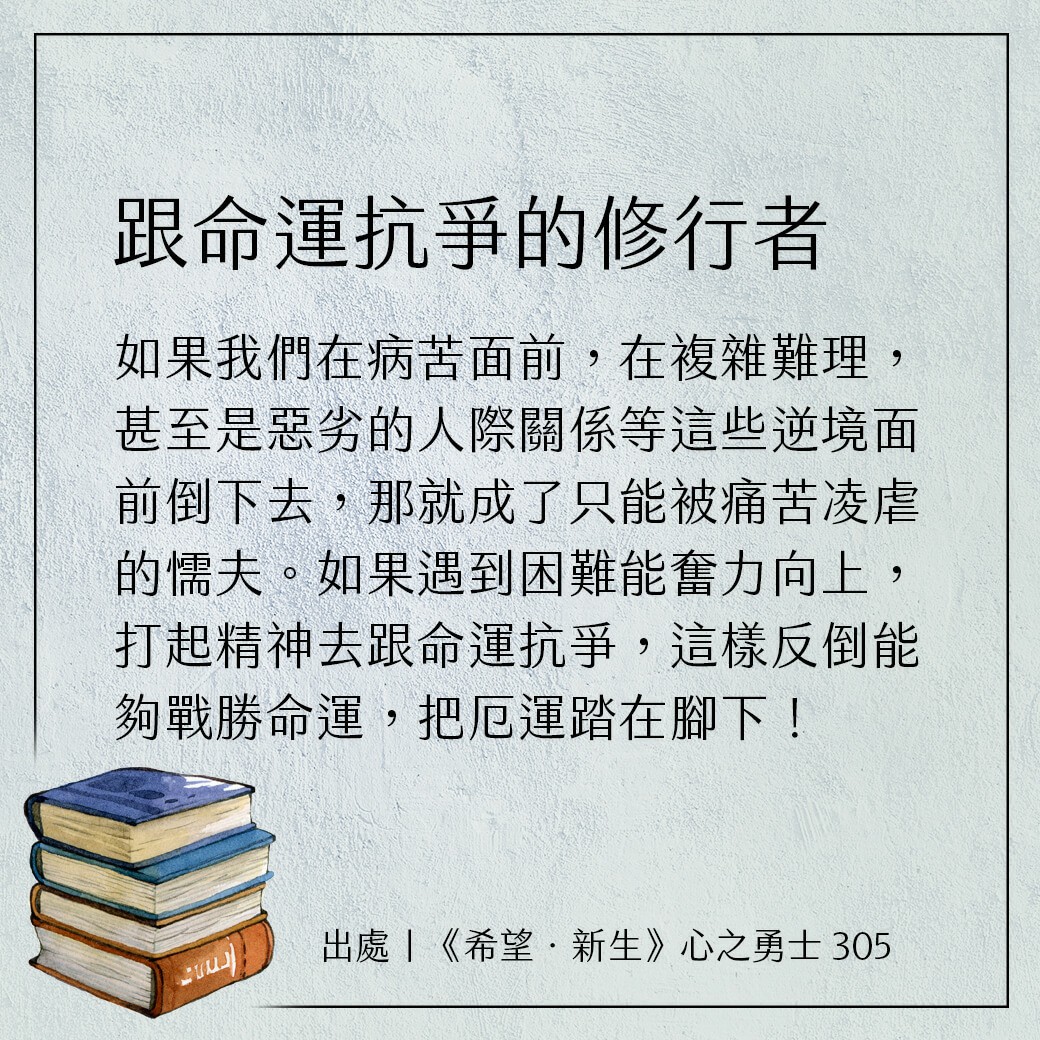 跟命運抗爭的修行者
如果我們在病苦面前，在複雜難理，
甚至是惡劣的人際關係等這些逆境面
前倒下去，那就成了只能被痛苦凌虐
的懦夫。如果遇到困難能奮力向上，
打起精神去跟命運抗爭，這樣反倒能
夠戰勝命運，把厄運踏在腳下！
出處 | 《希望．新生》心之勇士 305